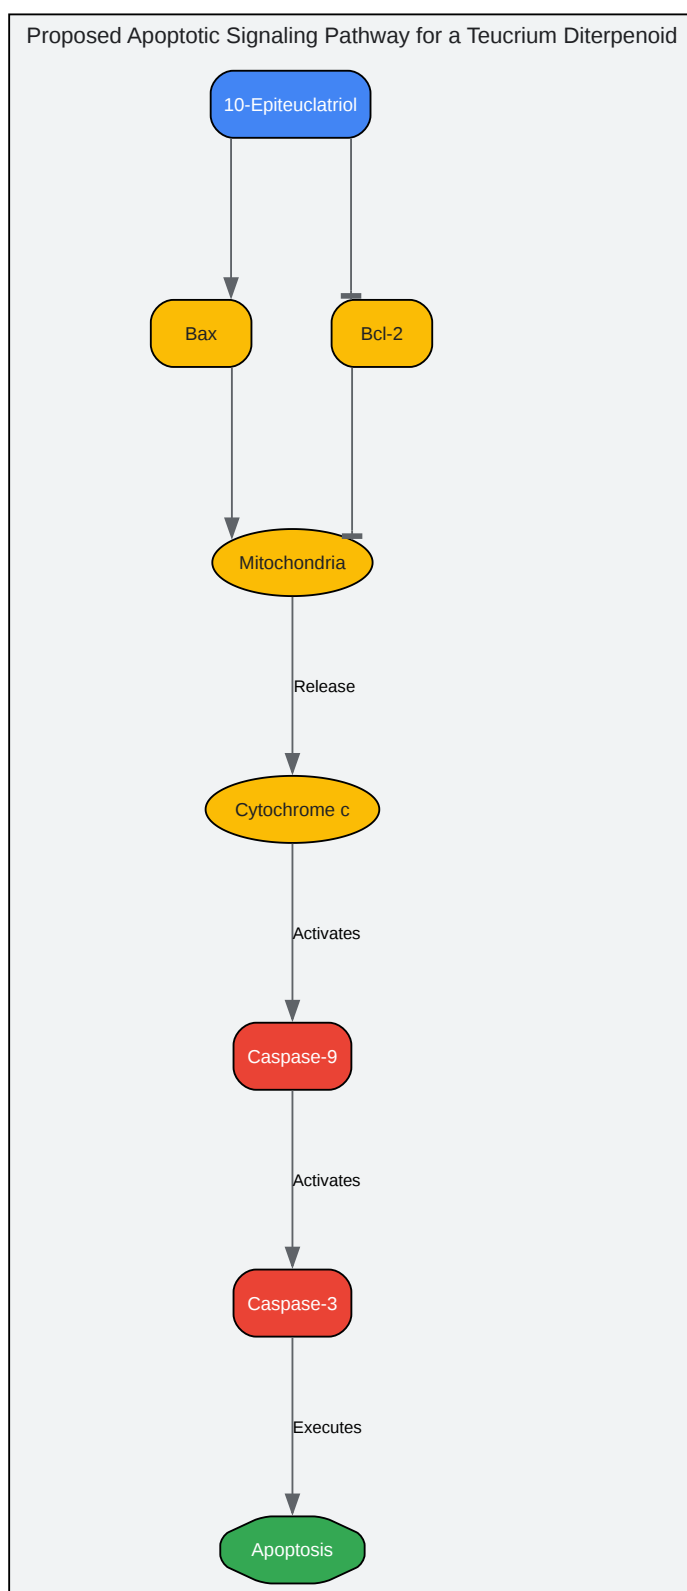 Proposed Apoptotic Signaling Pathway for a Teucrium Diterpenoid
10-Epiteuclatriol
Bax
Bcl-2
Mitochondria
Release
Cytochrome c
Activates
Caspase-9
Activates
Caspase-3
Executes
Apoptosis